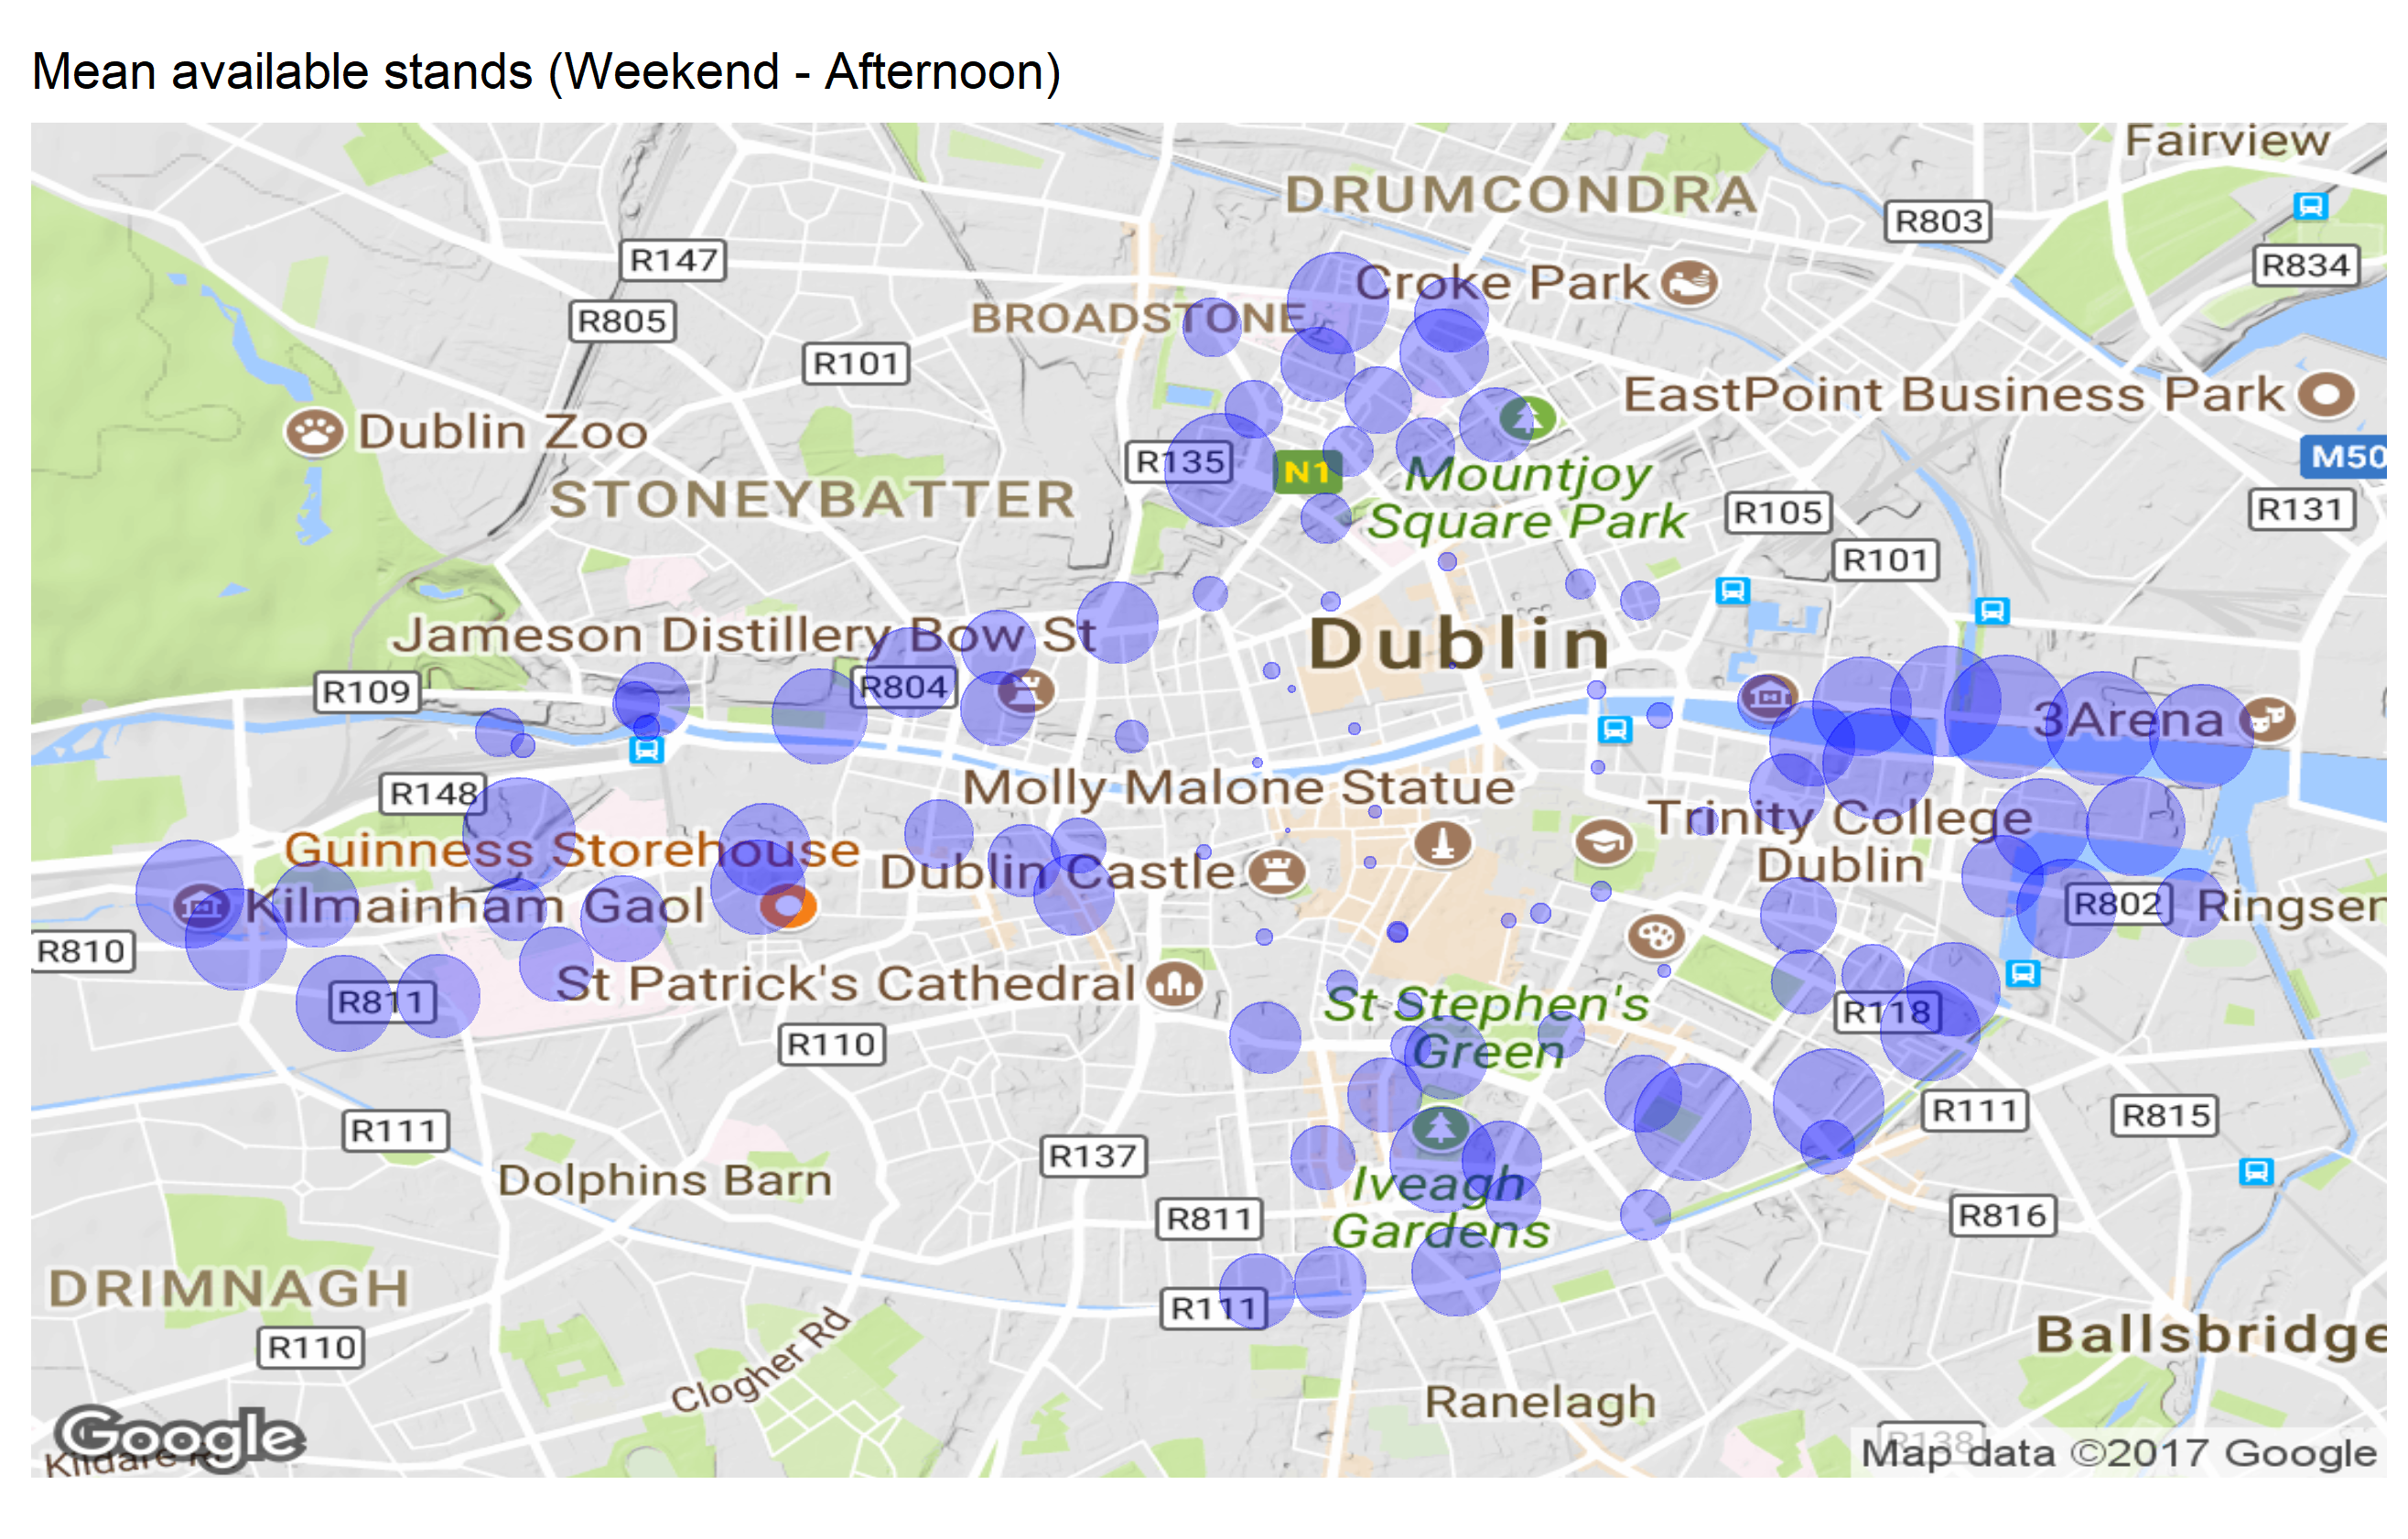 Mean available stands (Weekend - Afternoon)
Fairview
DRUMCONDRA
R803
R147
R834
Croke Park
R805
BROADSTONE
R101
EastPoint Business Park
Dublin Zoo
M50
R135
N1
Mountjoy
Square Park
STONEYBATTER
R105
R131
R101
Jameson Distillery Bow St
Dublin
R109
R804
3Arena
R148
Molly Malone Statue
Trinity College
Dublin
Guinness Storehouse
Dublin Castle
Kilmainham Gaol
R802
Ringsen
R810
St Patrick's Cathedral
R811
St Stephen's
Green
R118
R110
R111
R111
R815
R137
Dolphins Barn
Iveagh
Gardens
R811
R816
DRIMNAGH
R111
R110
Clogher Rd
Ballsbridge
Ranelagh
Google
Kildare R
R138
Map data ©2017 Google